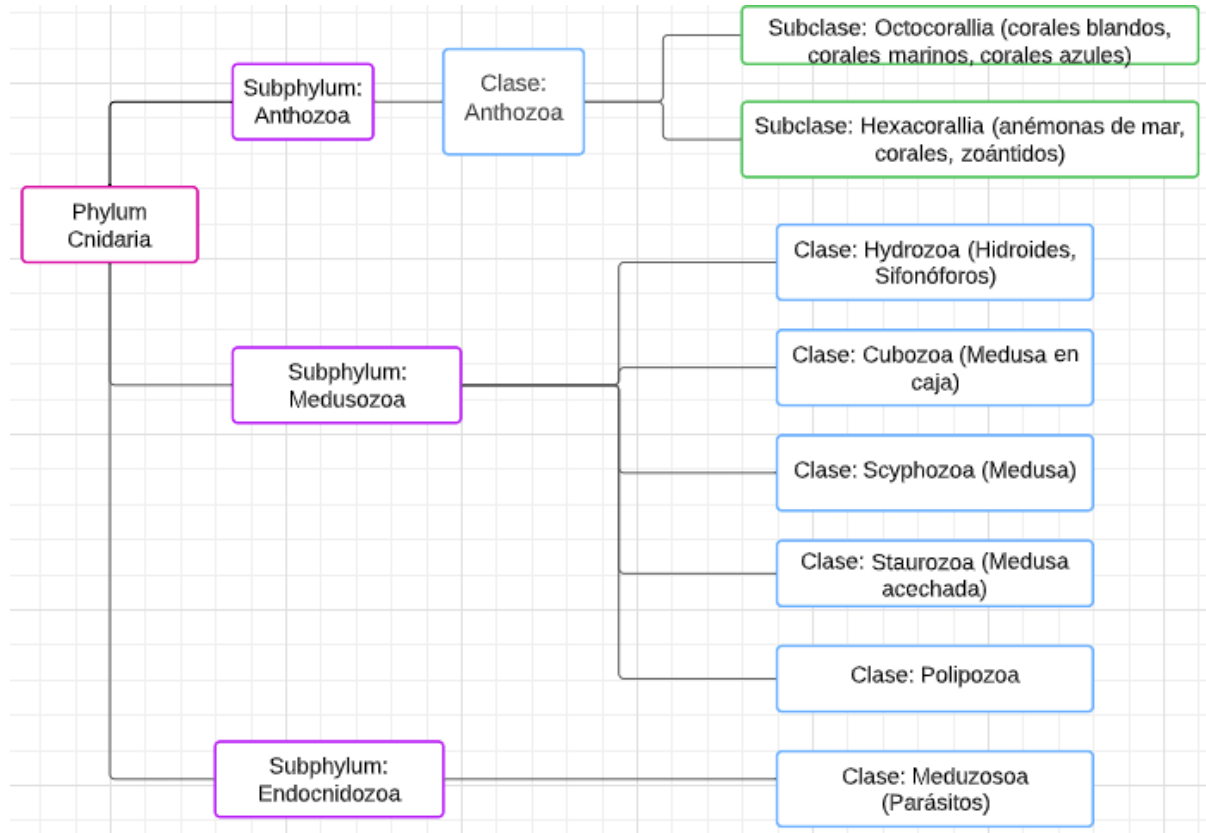 Subclase: Octocorallia (corales blandos,
corales marinos, corales azules)
Subphylum:
Anthozoa
Clase:
Anthozoa
Subclase: Hexacorallia (anémonas de mar,
corales, zoántidos)
Phylum
Cnidaria
Clase: Hydrozoa (Hidroides,
Sifonóforos)
Clase: Cubozoa (Medusa en
caja)
Subphylum:
Medusozoa
Clase: Scyphozoa (Medusa)
Clase: Staurozoa (Medusa
acechada)
Clase: Polipozoa
Subphylum:
Endocnidozoa
Clase: Meduzosoa
(Parásitos)